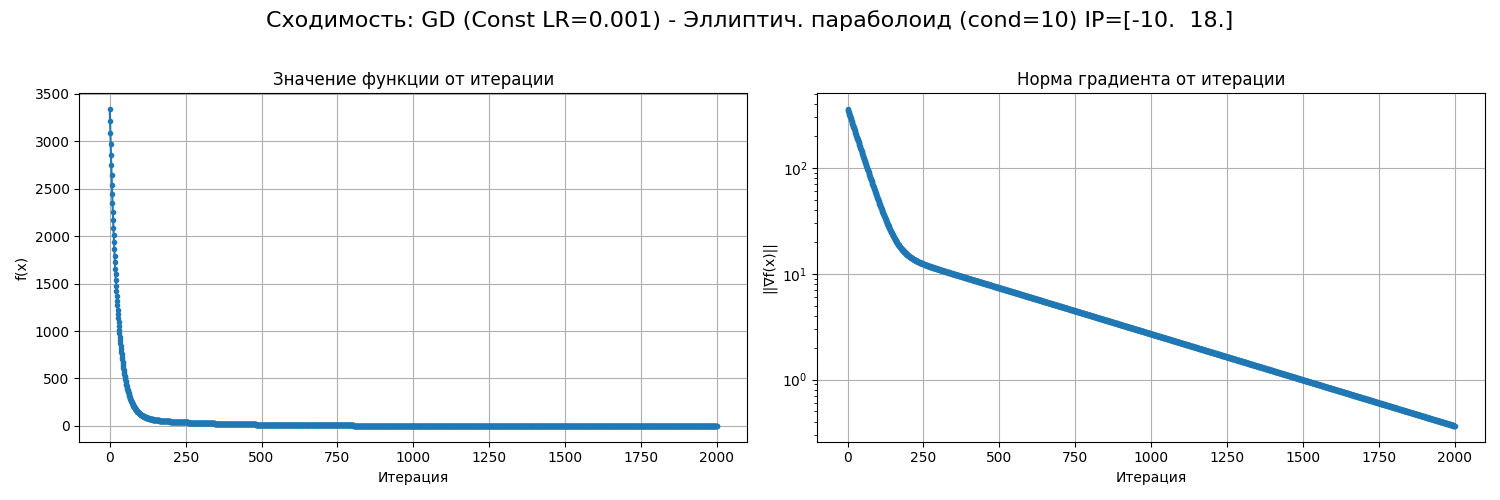 Сходимость: GD (Const LR=0.001) - Эллиптич. параболоид (cond=10) IP=[-10.  18.]
Значение функции от итерации
3500
3000
2500
2000
1500
1000
500
0
f(x)
0 250 500 750 1000 1250 1500 1750 2000
Итерация
Норма градиента от итерации
10²
10¹
10⁰
||∇f(x)||
0 250 500 750 1000 1250 1500 1750 2000
Итерация